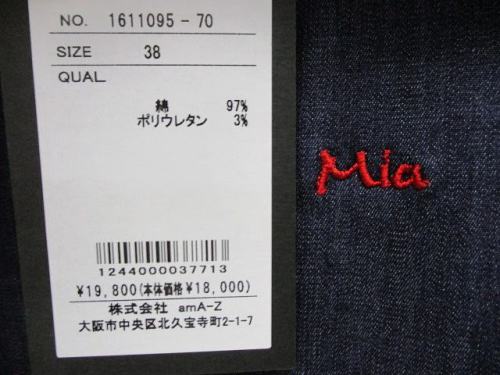 NO. 1611095-70
SIZE 38
QUAL
綿 97%
ポリウレタン 3%
1244000037713
¥19,800(本体価格¥18,000)
株式会社 amA-Z
大阪市中央区北久宝寺町2-1-7
Mia